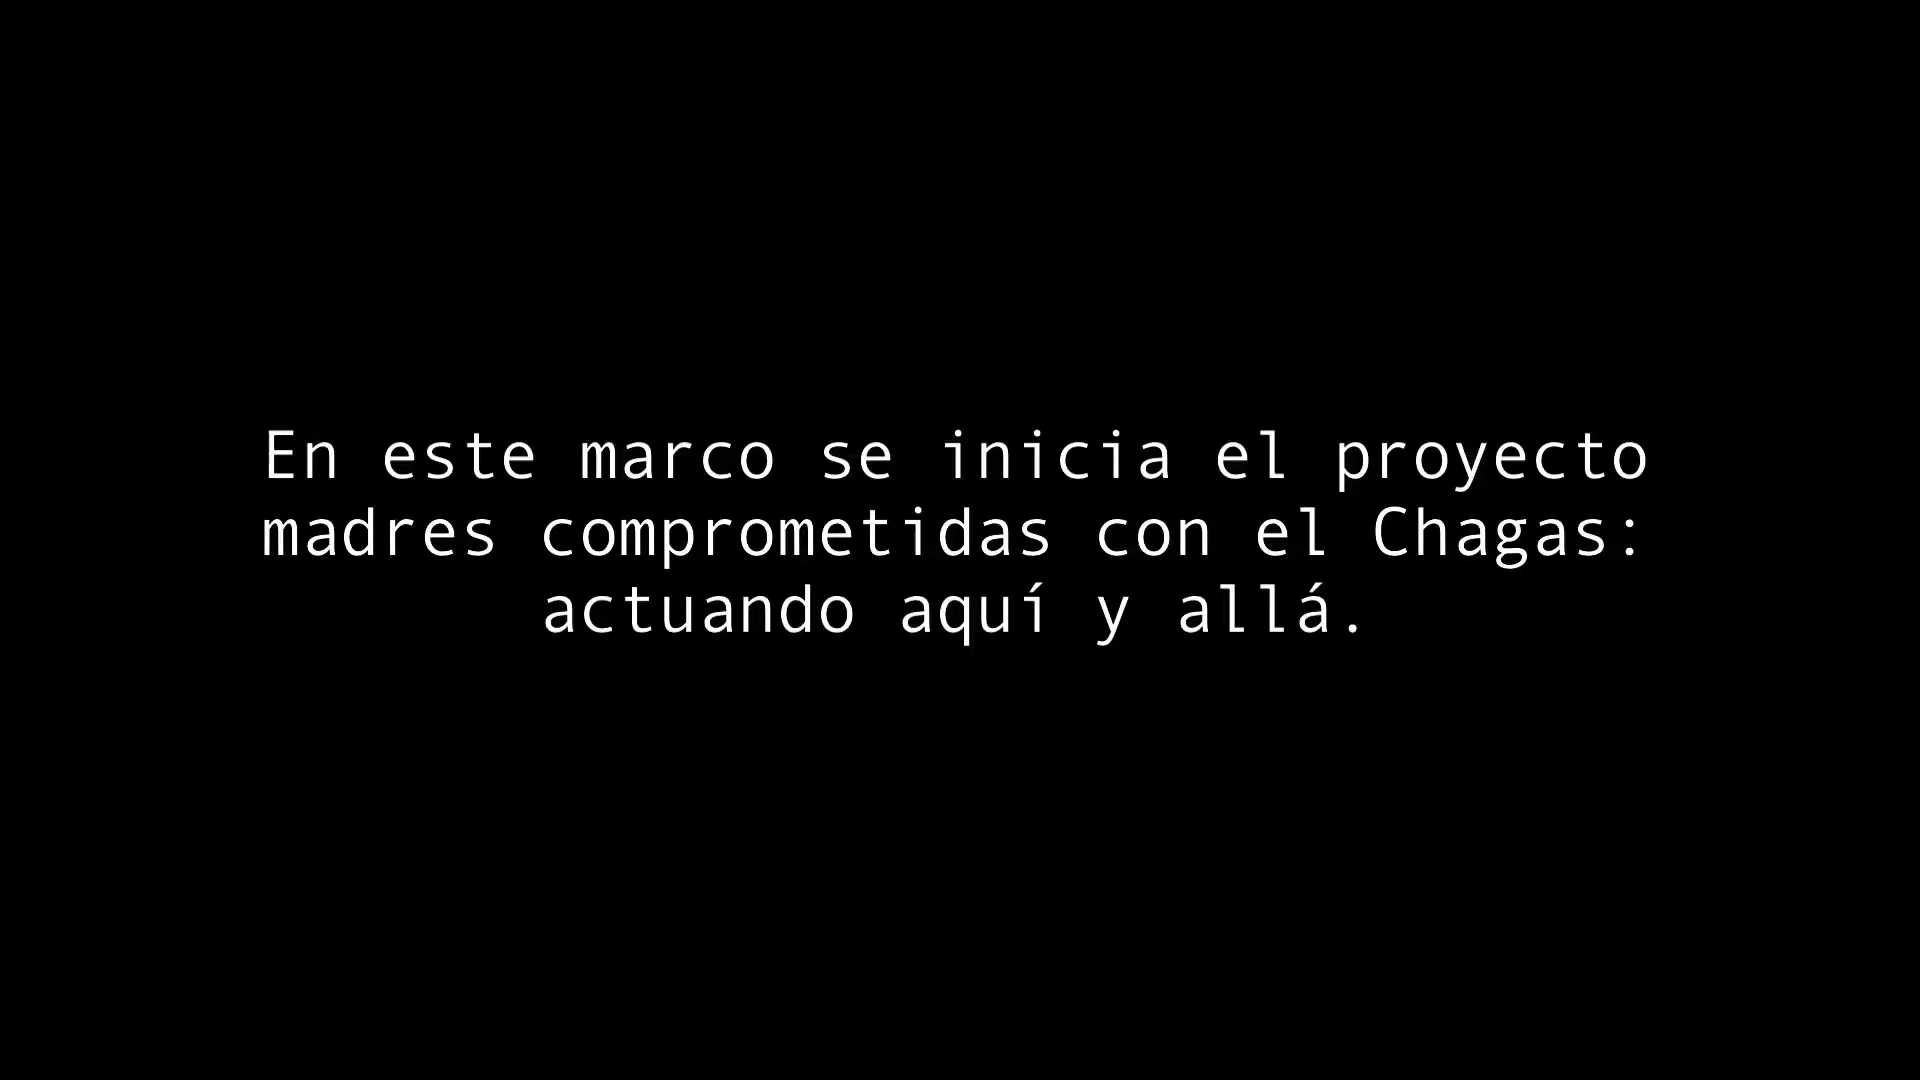 En este marco se inicia el proyecto
madres comprometidas con el Chagas:
actuando aquí y allá.